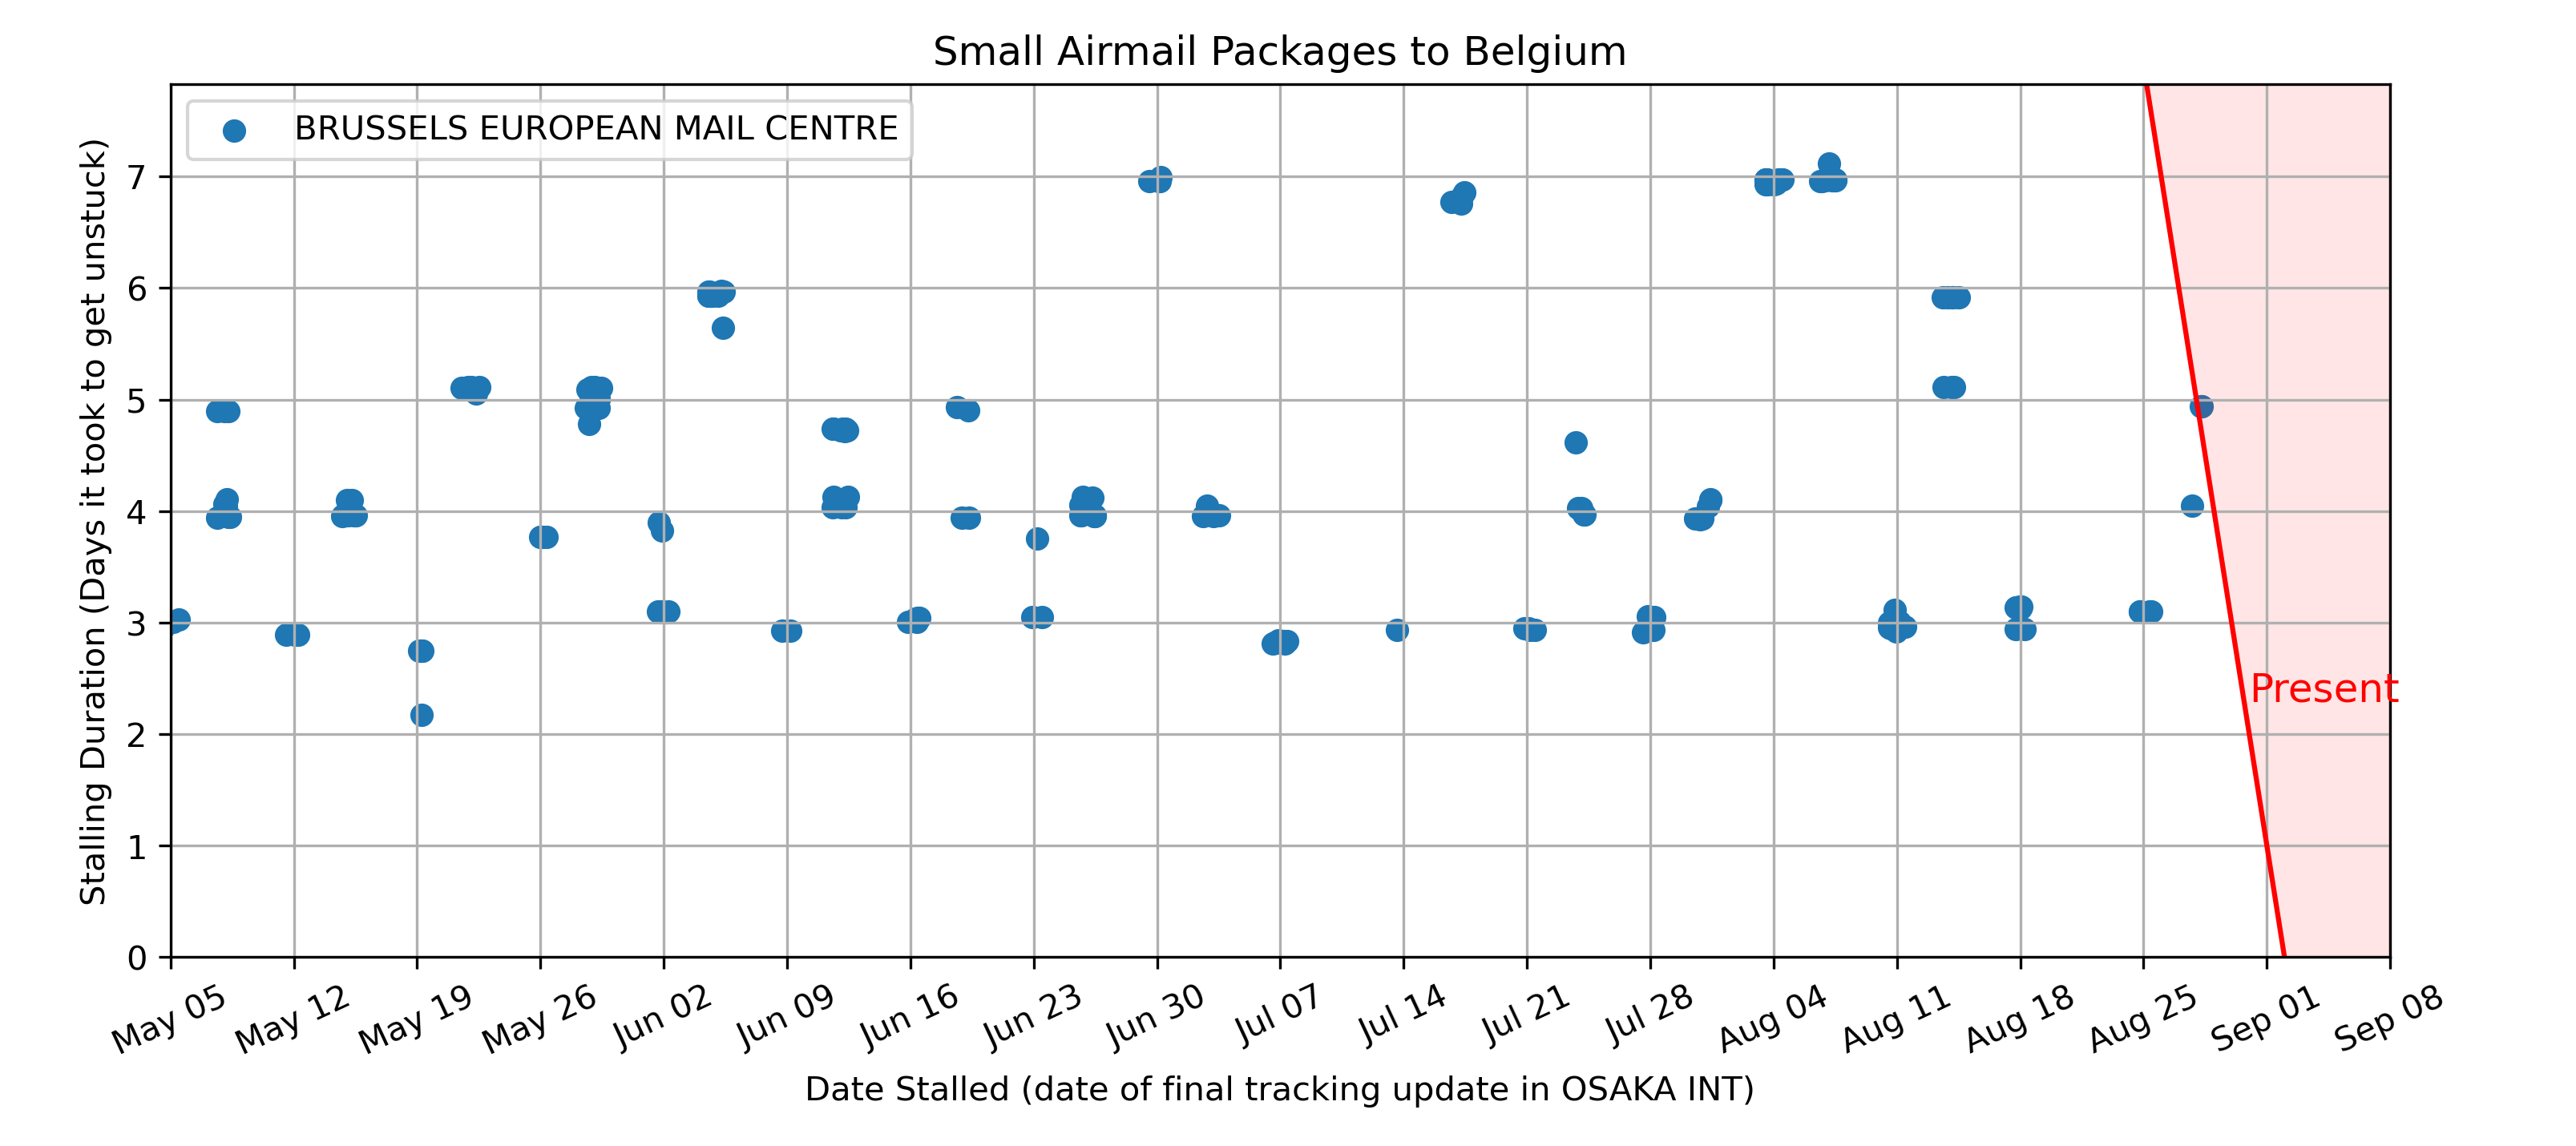 Small Airmail Packages to Belgium
BRUSSELS EUROPEAN MAIL CENTRE
Stalling Duration (Days it took to get unstuck)
7
6
5
4
3
2
1
0
Present
May 05
May 12
May 19
May 26
Jun 02
Jun 09
Jun 16
Jun 23
Jun 30
Jul 07
Jul 14
Jul 21
Jul 28
Aug 04
Aug 11
Aug 18
Aug 25
Sep 01
Sep 08
Date Stalled (date of final tracking update in OSAKA INT)